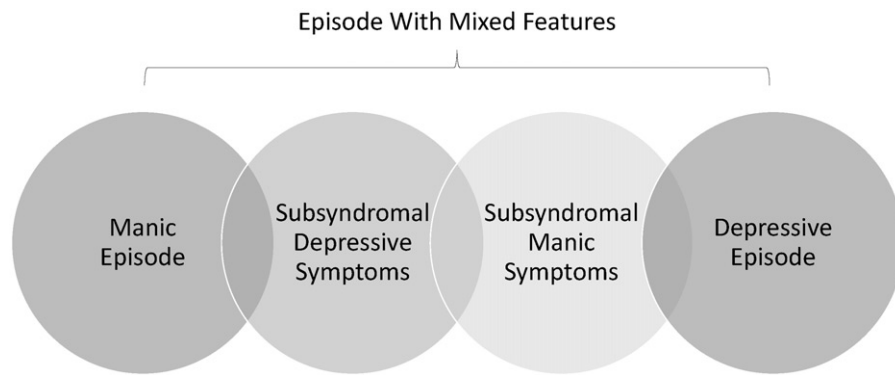 Episode With Mixed Features
Manic
Episode
Subsyndromal
Depressive
Symptoms
Subsyndromal
Manic
Symptoms
Depressive
Episode